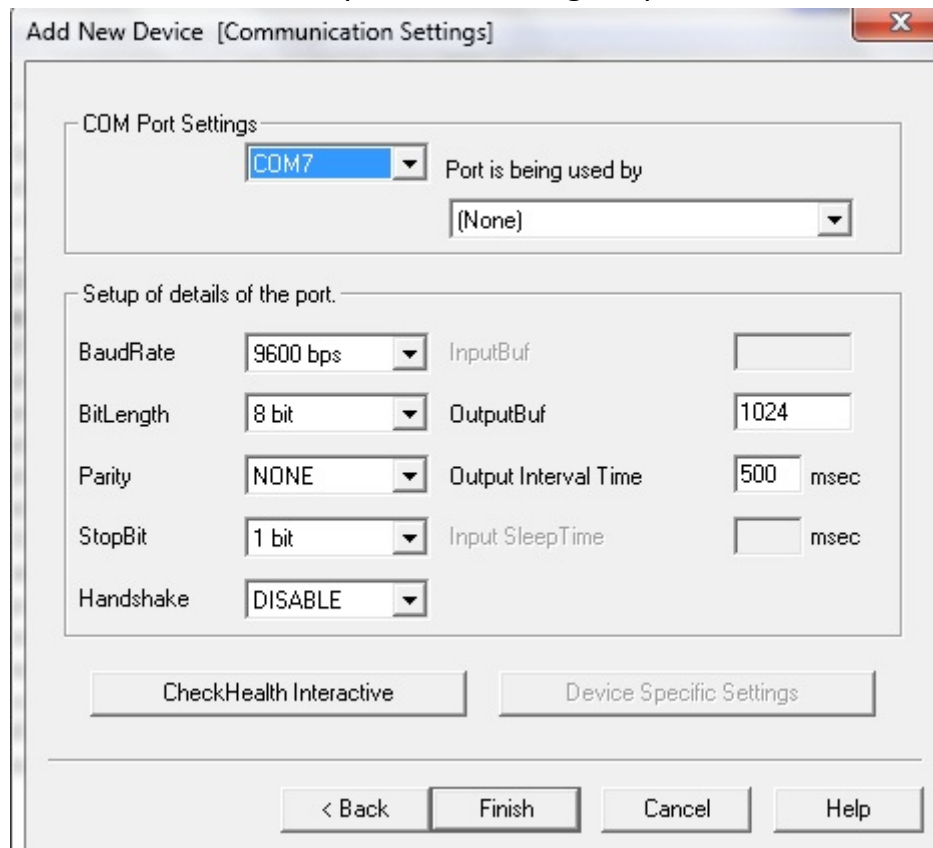 Add New Device [Communication Settings]
COM Port Settings
COM7
Port is being used by
(None)
Setup of details of the port.
BaudRate
9600 bps
InputBuf
BitLength
8 bit
OutputBuf
1024
Parity
NONE
Output Interval Time
500
msec
StopBit
1 bit
Input SleepTime
msec
Handshake
DISABLE
CheckHealth Interactive
Device Specific Settings
< Back
Finish
Cancel
Help